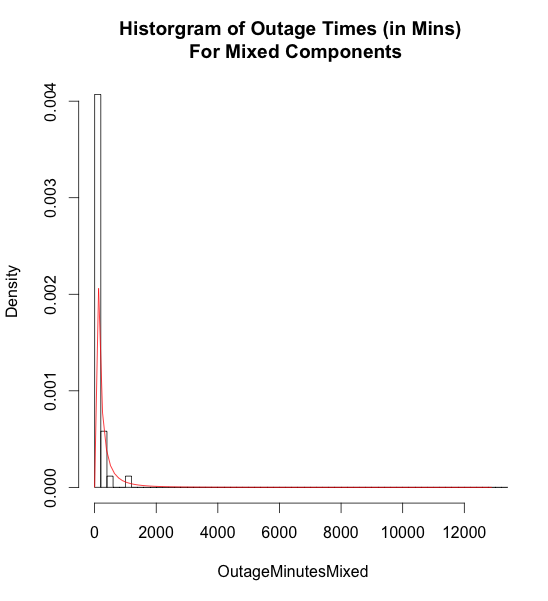 Historgram of Outage Times (in Mins)
For Mixed Components
Density
0.004
0.003
0.002
0.001
0.000
0 2000 4000 6000 8000 10000 12000
OutageMinutesMixed